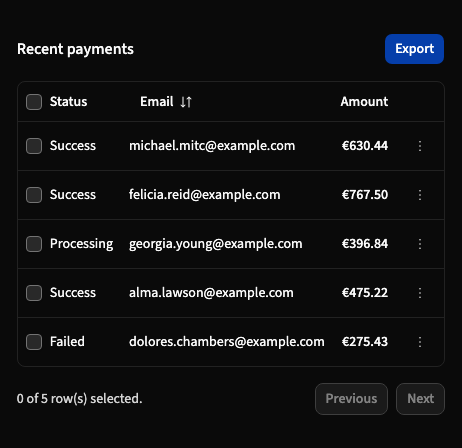 Recent payments Export
Status Email Amount
Success michael.mitc@example.com €630.44
Success felicia.reid@example.com €767.50
Processing georgia.young@example.com €396.84
Success alma.lawson@example.com €475.22
Failed dolores.chambers@example.com €275.43
0 of 5 row(s) selected. Previous Next